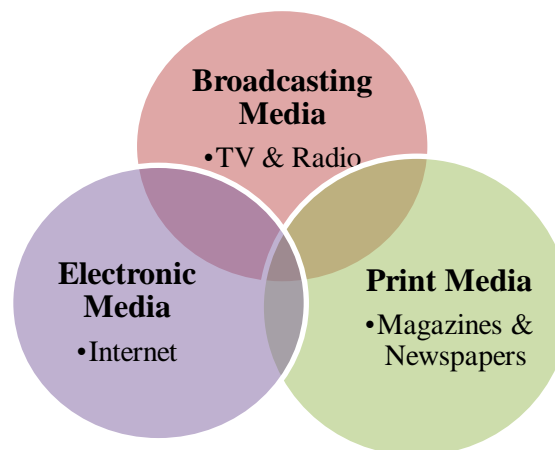 Broadcasting
Media
•TV & Radio
Electronic
Media
•Internet
Print Media
•Magazines &
Newspapers